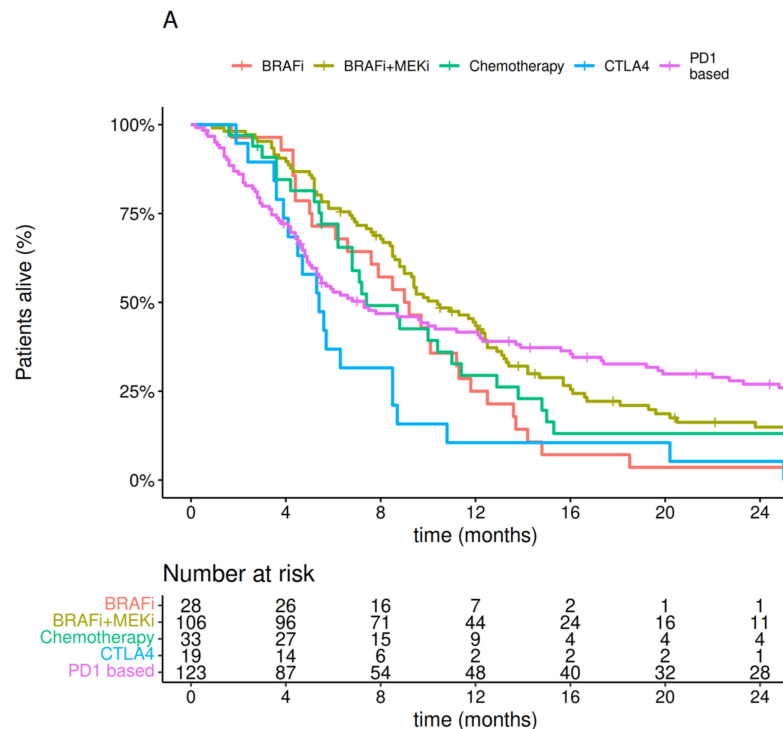 A
BRAFi BRAFi+MEKi Chemotherapy CTLA4 PD1 based
100%
75%
50%
25%
0%
Patients alive (%)
0 4 8 12 16 20 24
time (months)
Number at risk
BRAFi 28 26 16 7 2 1 1
BRAFi+MEKi 106 96 71 44 24 16 11
Chemotherapy 33 27 15 9 4 4 4
CTLA4 19 14 6 2 2 2 1
PD1 based 123 87 54 48 40 32 28
0 4 8 12 16 20 24
time (months)